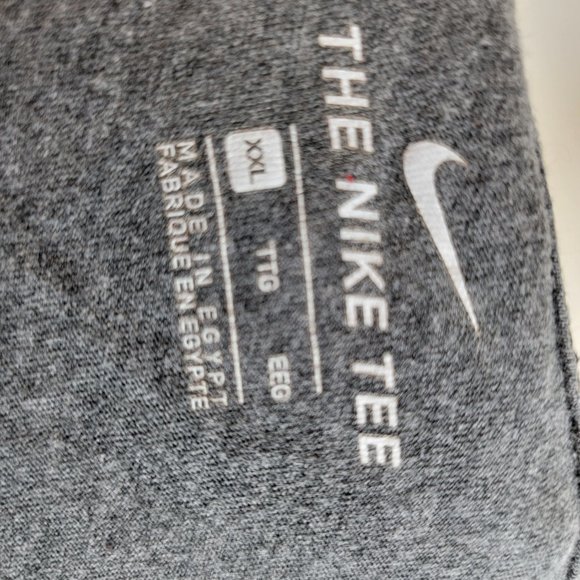 THE NIKE TEE
XXL TTG EEG
MADE IN EGYPT
FABRIQUE EN EGYPTE